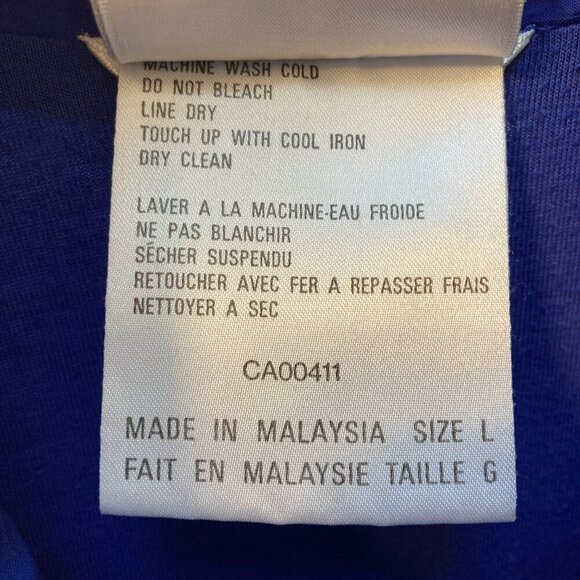 MACHINE WASH COLD
DO NOT BLEACH
LINE DRY
TOUCH UP WITH COOL IRON
DRY CLEAN
LAVER A LA MACHINE-EAU FROIDE
NE PAS BLANCHIR
SÉCHER SUSPENDU
RETOUCHER AVEC FER A REPASSER FRAIS
NETTOYER A SEC
CA00411
MADE IN MALAYSIA SIZE L
FAIT EN MALAYSIE TAILLE G